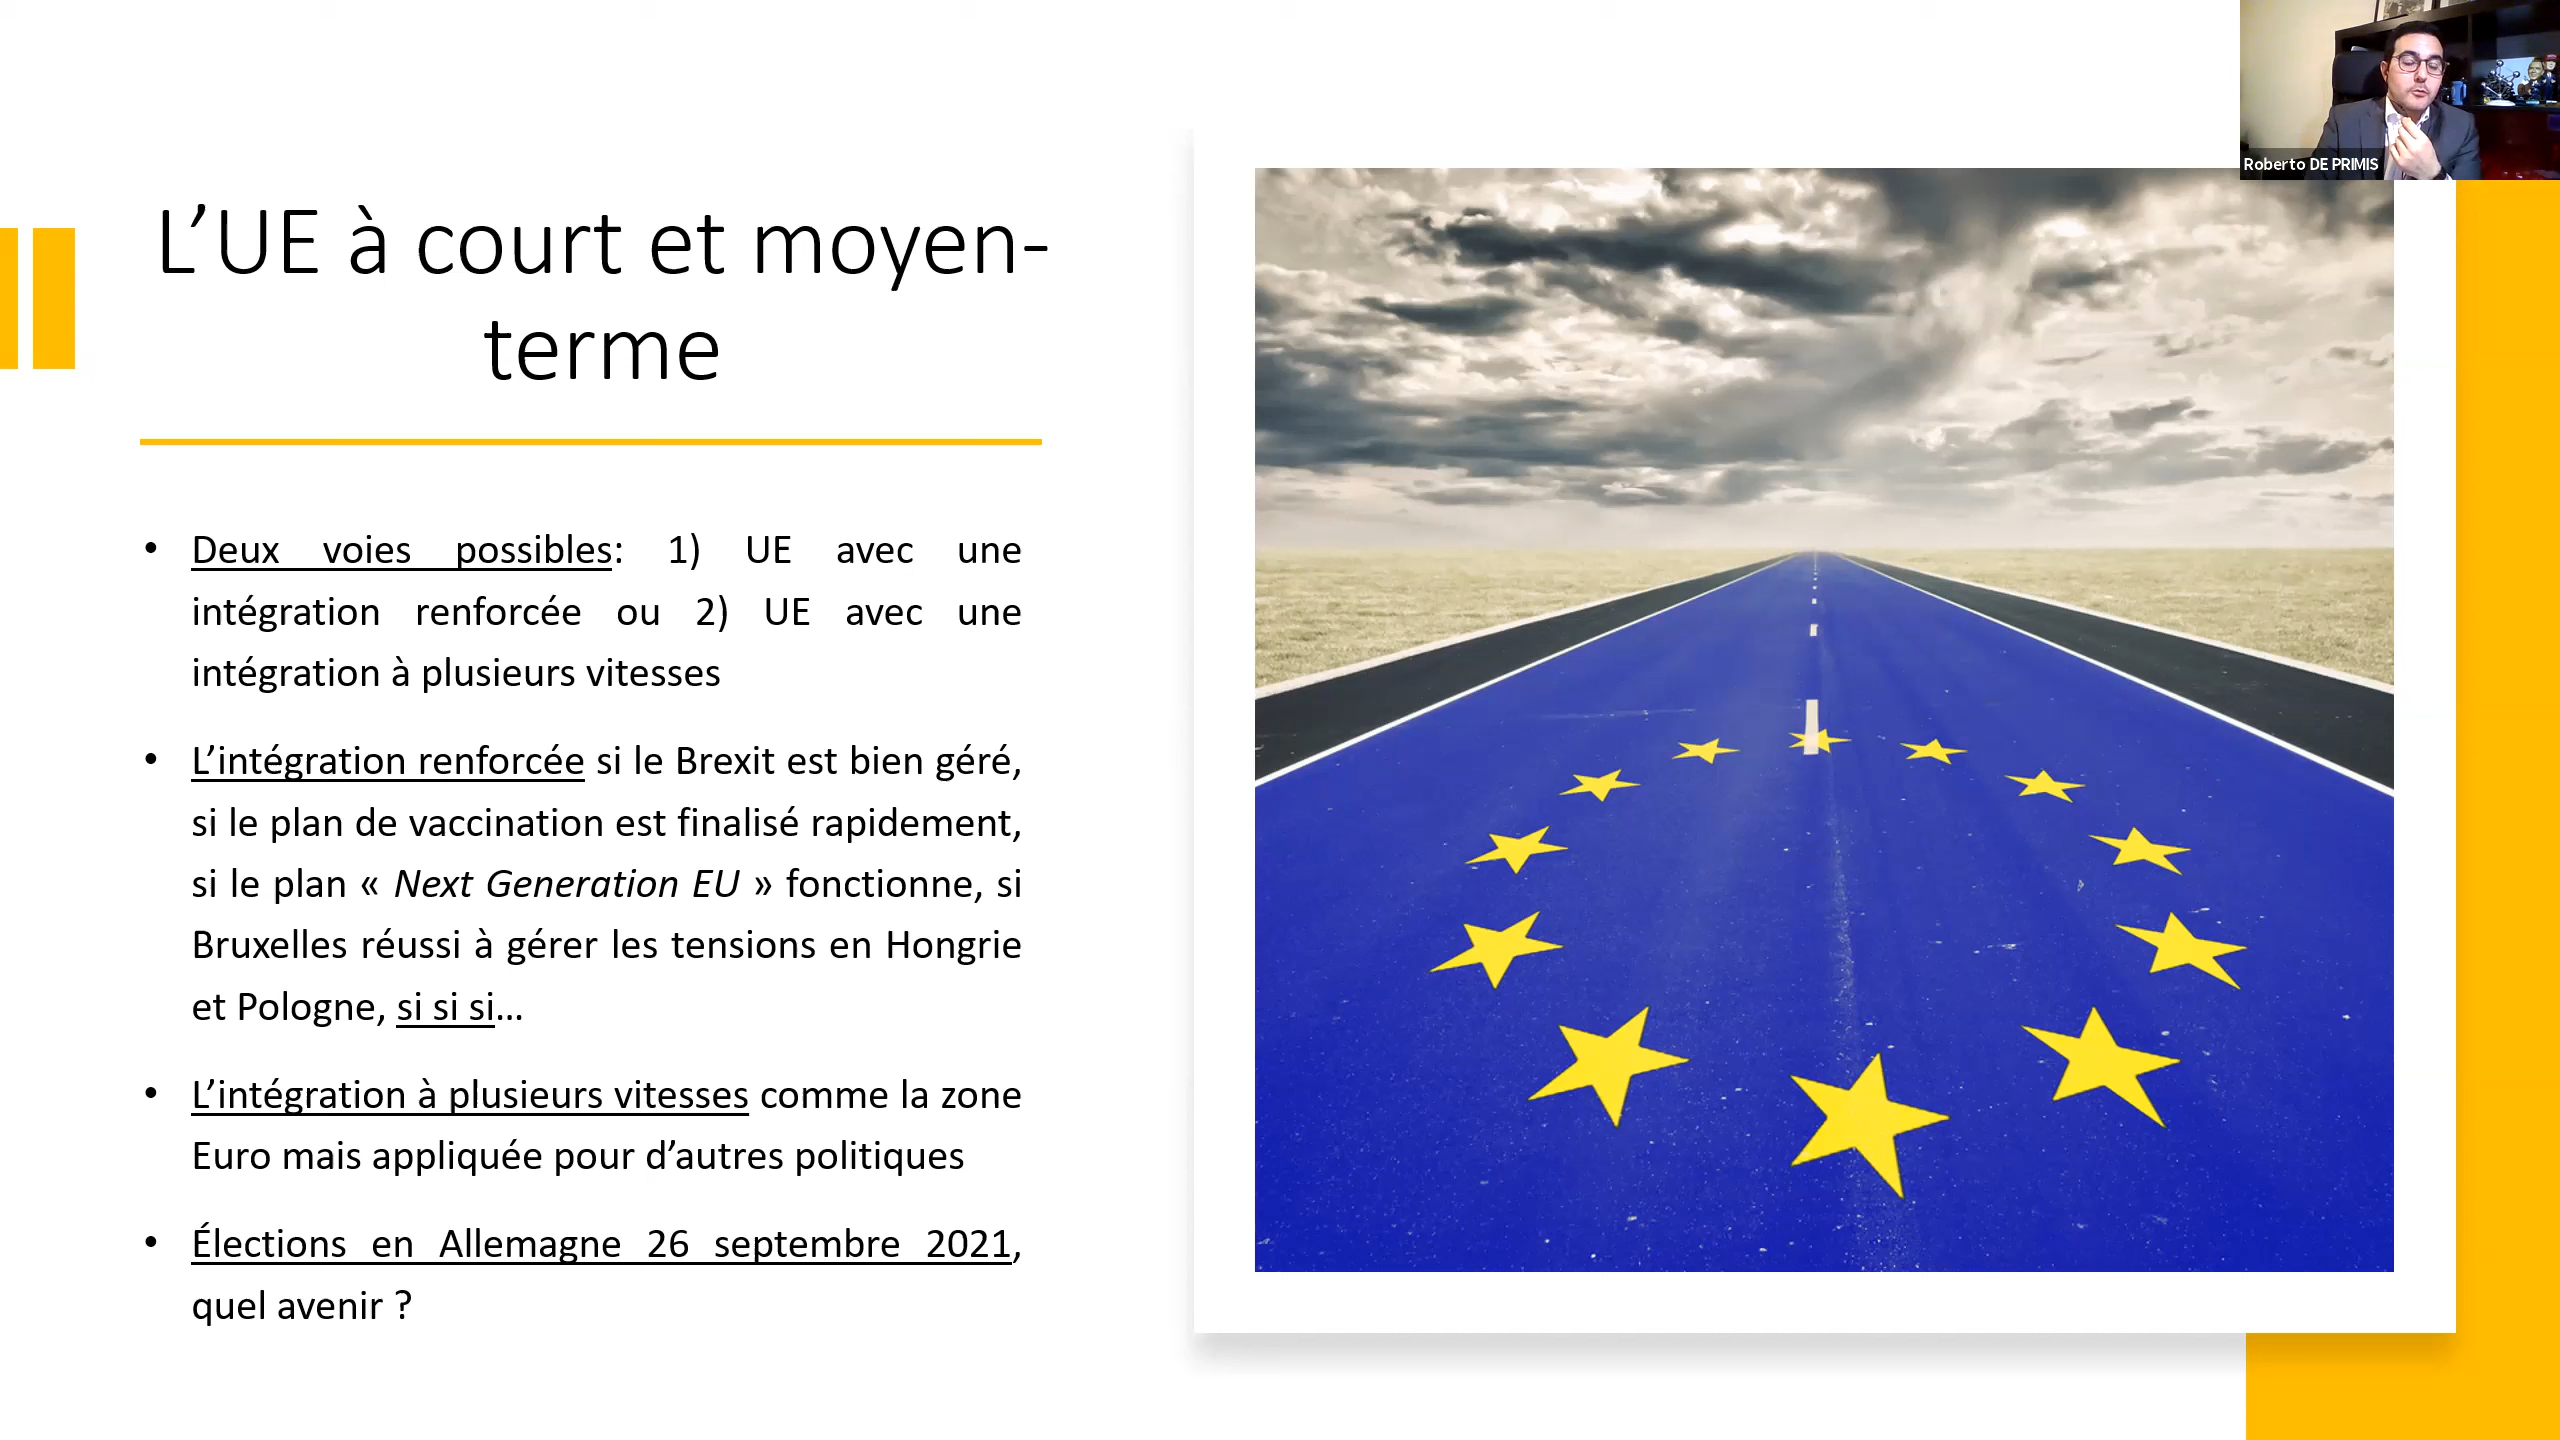 Roberto DE PRIMIS
L’UE à court et moyen-
terme
• Deux voies possibles: 1) UE avec une
intégration renforcée ou 2) UE avec une
intégration à plusieurs vitesses
• L’intégration renforcée si le Brexit est bien géré,
si le plan de vaccination est finalisé rapidement,
si le plan « Next Generation EU » fonctionne, si
Bruxelles réussi à gérer les tensions en Hongrie
et Pologne, si si si…
• L’intégration à plusieurs vitesses comme la zone
Euro mais appliquée pour d’autres politiques
• Élections en Allemagne 26 septembre 2021,
quel avenir ?